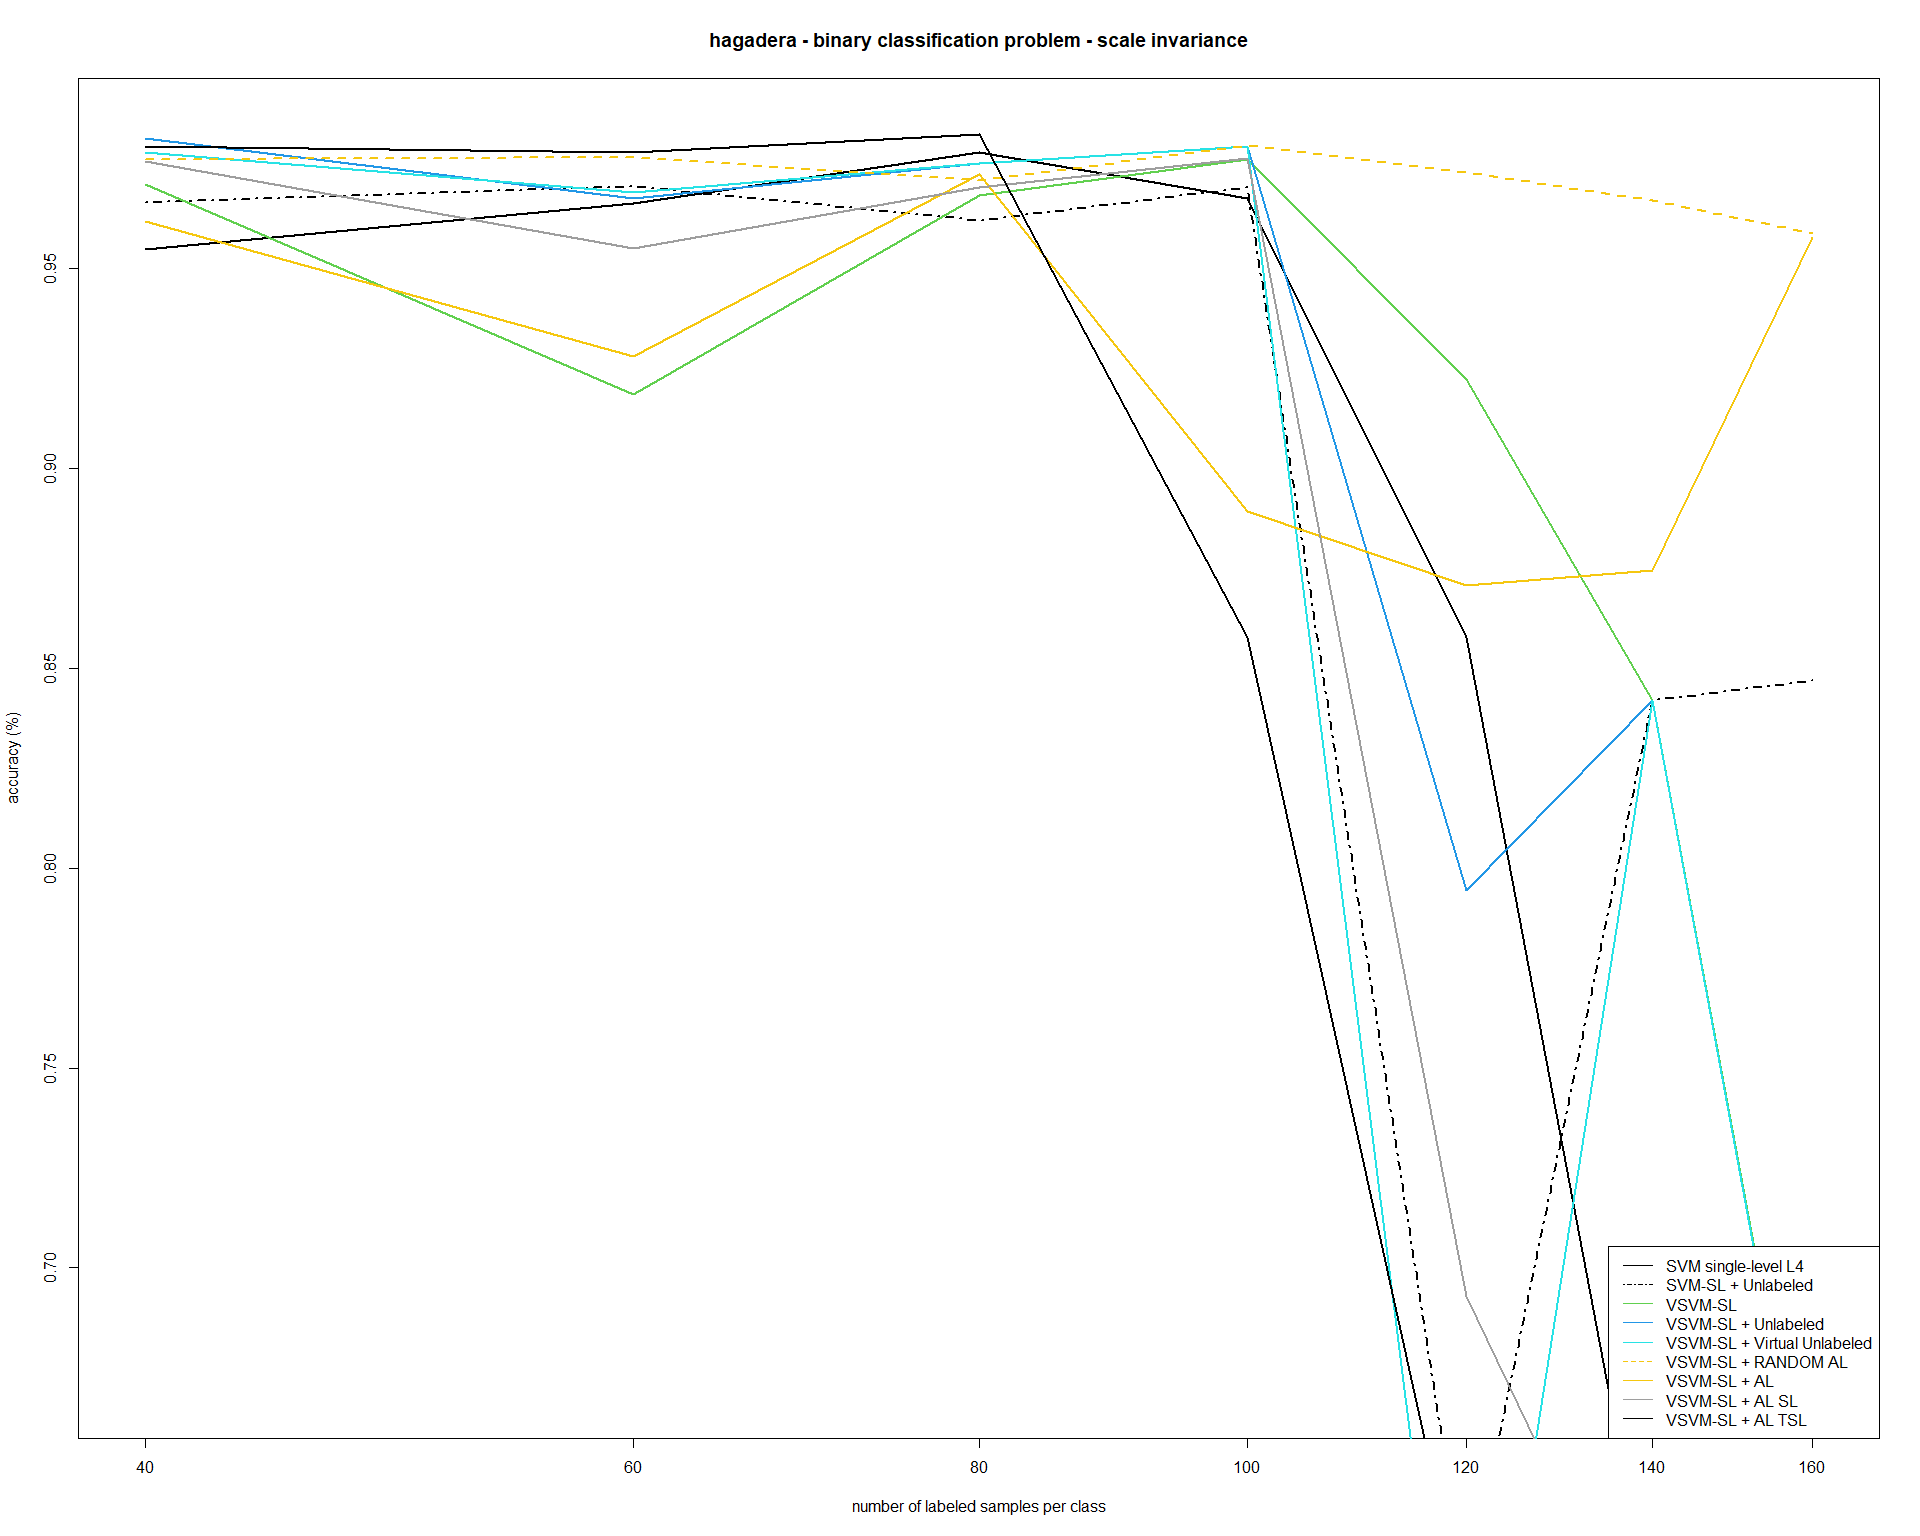 hagadera - binary classification problem - scale invariance
accuracy (%)
0.95
0.90
0.85
0.80
0.75
0.70
SVM single-level L4
SVM-SL + Unlabeled
VSVM-SL
VSVM-SL + Unlabeled
VSVM-SL + Virtual Unlabeled
VSVM-SL + RANDOM AL
VSVM-SL + AL
VSVM-SL + AL SL
VSVM-SL + AL TSL
40 60 80 100 120 140 160
number of labeled samples per class